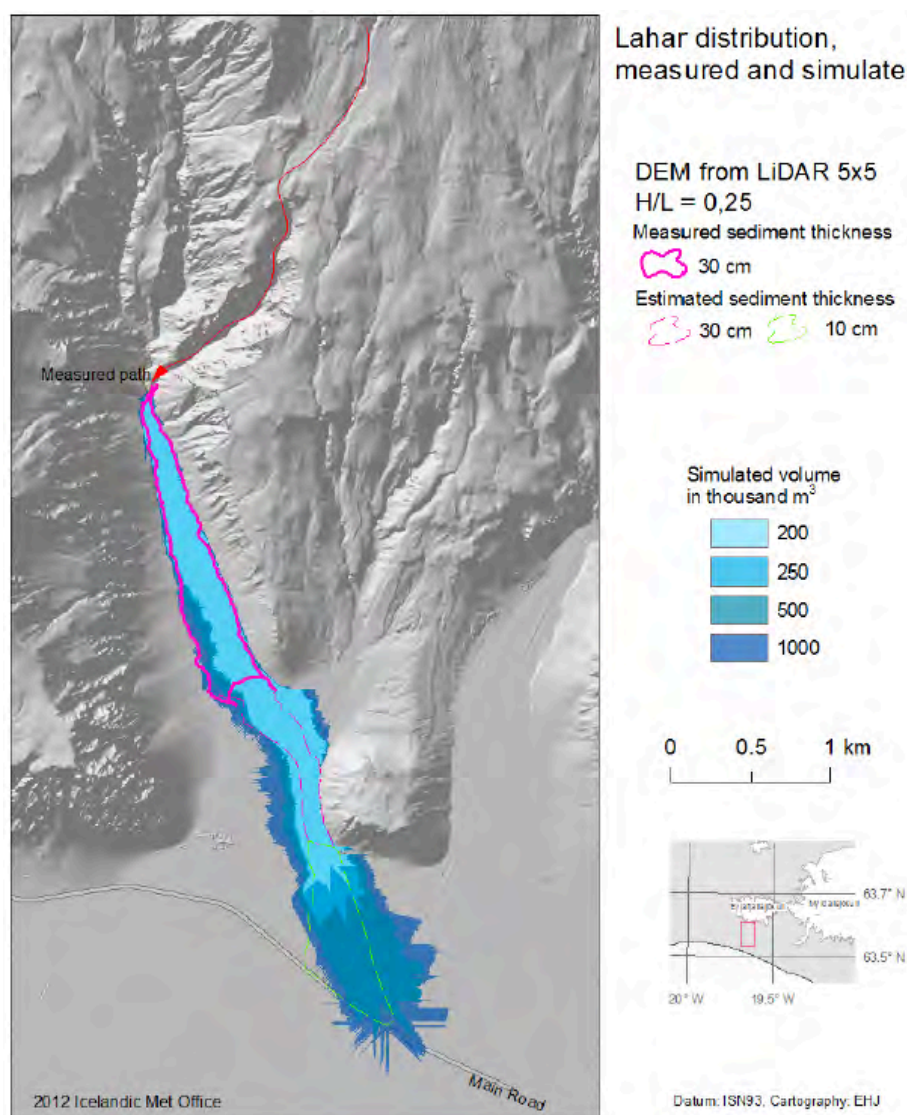 Lahar distribution,
measured and simulate
DEM from LiDAR 5x5
H/L = 0,25
Measured sediment thickness
30 cm
Estimated sediment thickness
30 cm
10 cm
Measured path
Simulated volume
in thousand m³
200
250
500
1000
0
0.5
1 km
63.7° N
63.5° N
20° W
19.5° W
Main Road
2012 Icelandic Met Office
Datum: ISN93, Cartography: EHJ